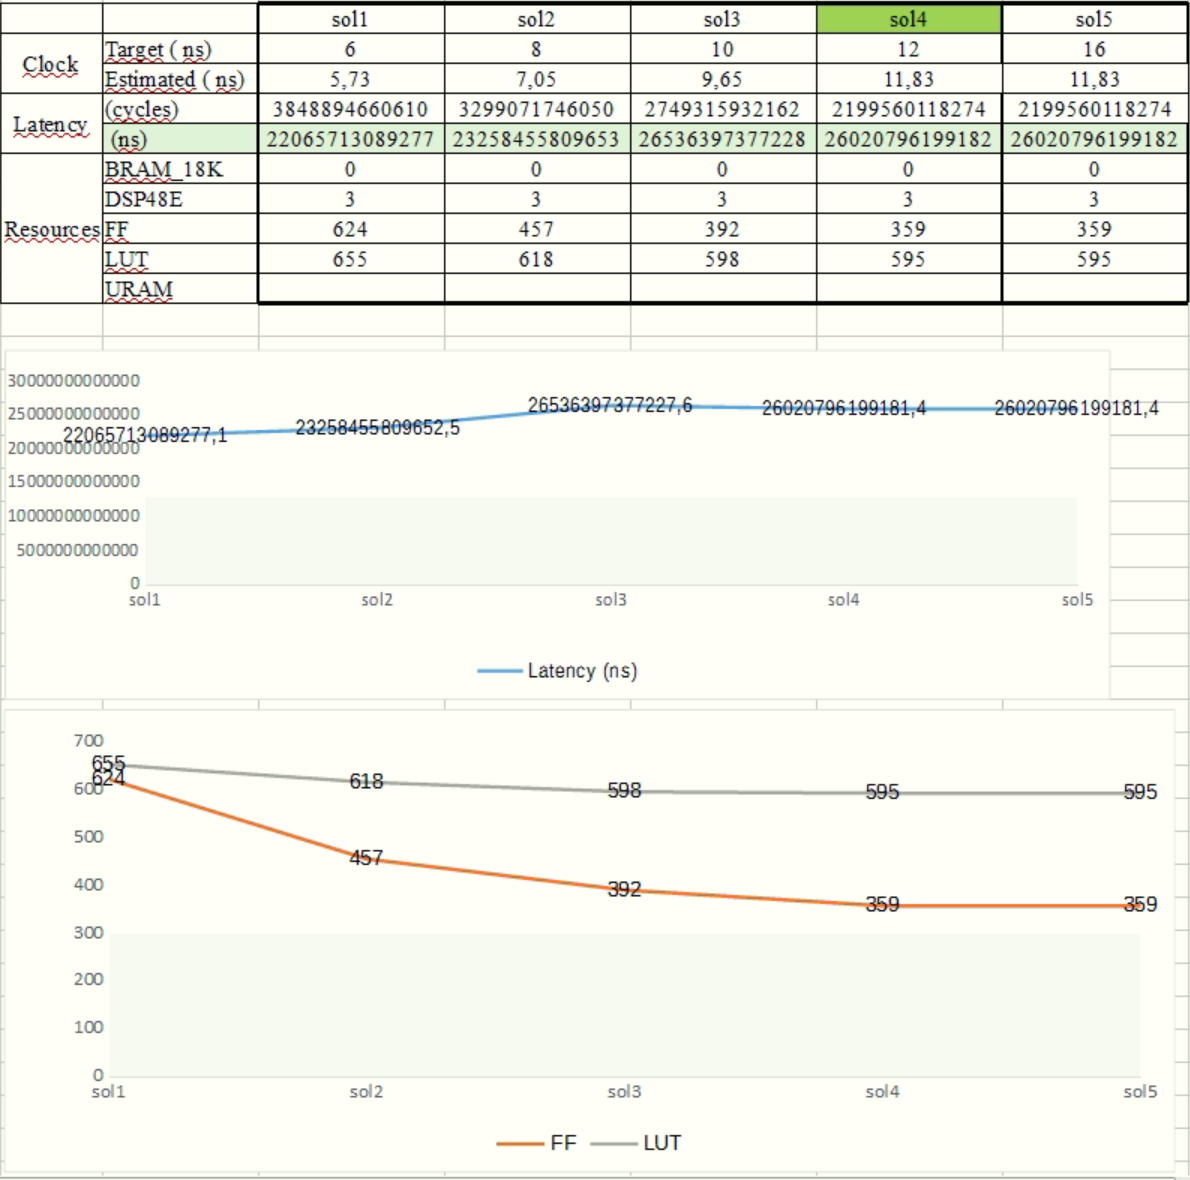 sol1 sol2 sol3 sol4 sol5
Clock Target ( ns) 6 8 10 12 16
Estimated ( ns) 5,73 7,05 9,65 11,83 11,83
Latency (cycles) 3848894660610 3299071746050 2749315932162 2199560118274 2199560118274
(ns) 22065713089277 23258455809653 26536397377228 26020796199182 26020796199182
Resources BRAM_18K 0 0 0 0 0
DSP48E 3 3 3 3 3
FF 624 457 392 359 359
LUT 655 618 598 595 595
URAM
30000000000000
25000000000000
20000000000000
15000000000000
10000000000000
5000000000000
0
22065713089277,1 23258455809652,5 26536397377227,6 26020796199181,4 26020796199181,4
sol1 sol2 sol3 sol4 sol5
Latency (ns)
700
600
500
400
300
200
100
0
655 618 598 595 595
624 457 392 359 359
sol1 sol2 sol3 sol4 sol5
FF LUT